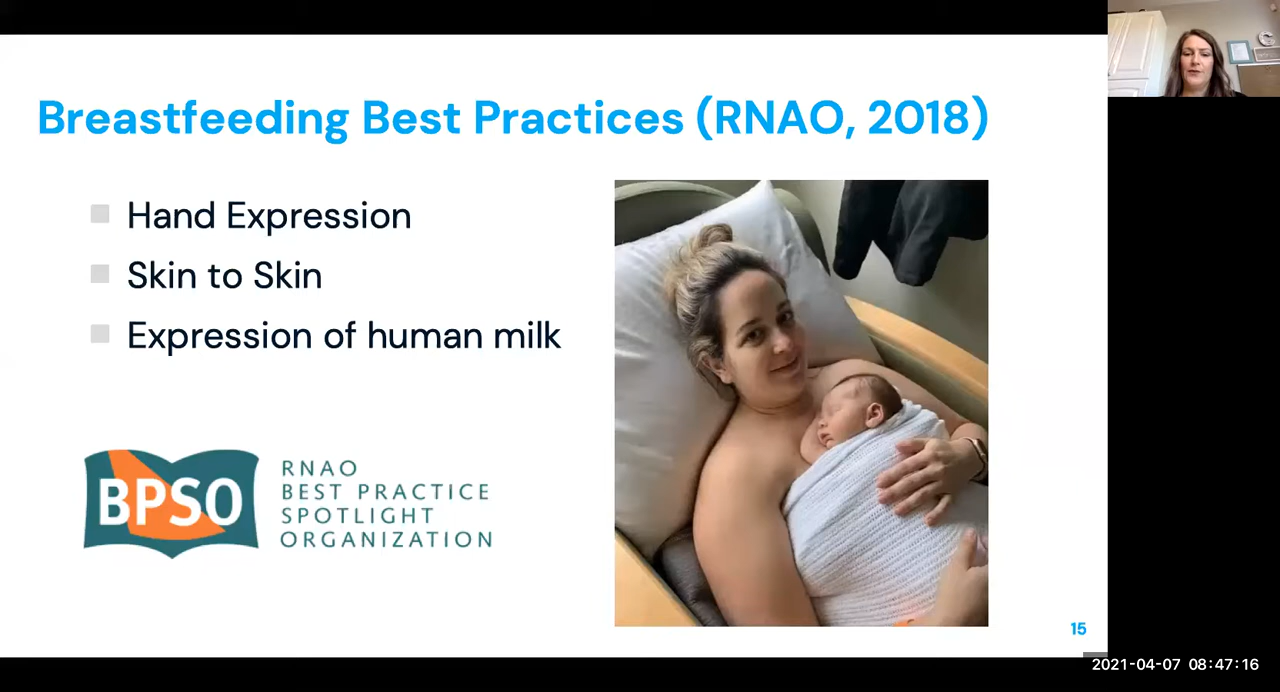 Breastfeeding Best Practices (RNAO, 2018)
Hand Expression
Skin to Skin
Expression of human milk
BPSO
RNAO
BEST PRACTICE
SPOTLIGHT
ORGANIZATION
15
2021-04-07 08:47:16